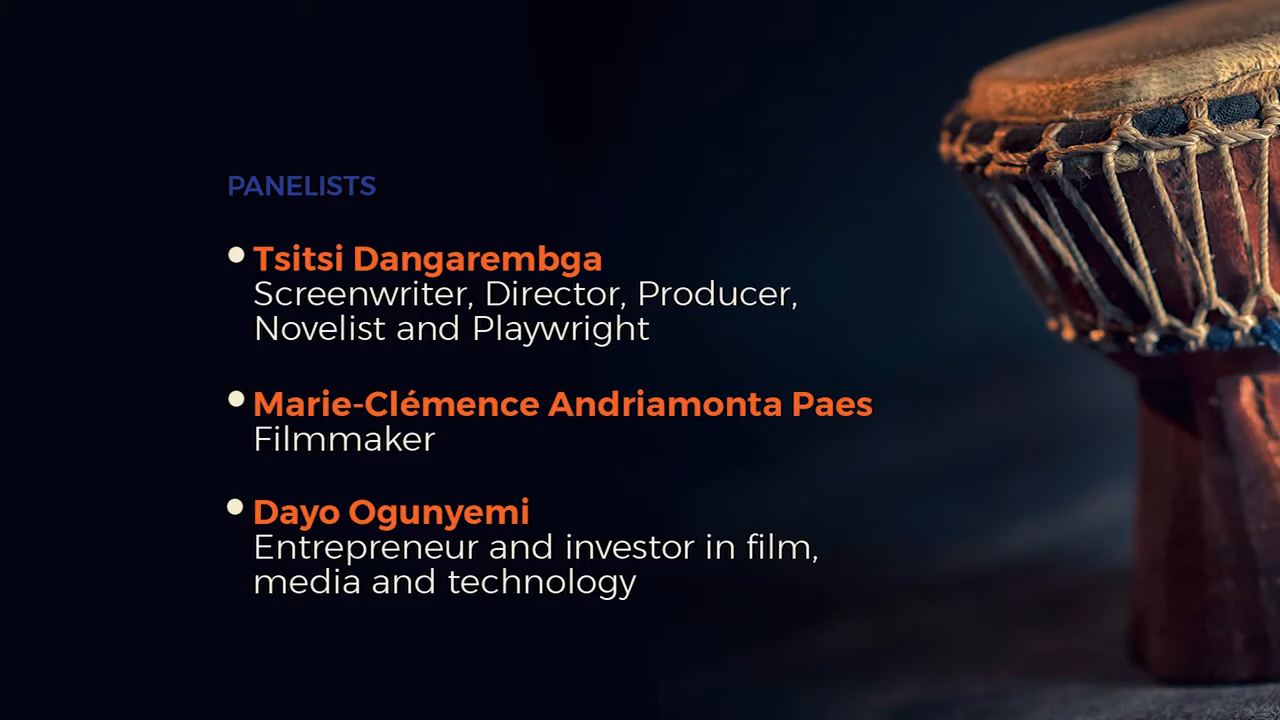 PANELISTS
Tsitsi Dangarembga
Screenwriter, Director, Producer,
Novelist and Playwright
Marie-Clémence Andriamonta Paes
Filmmaker
Dayo Ogunyemi
Entrepreneur and investor in film,
media and technology